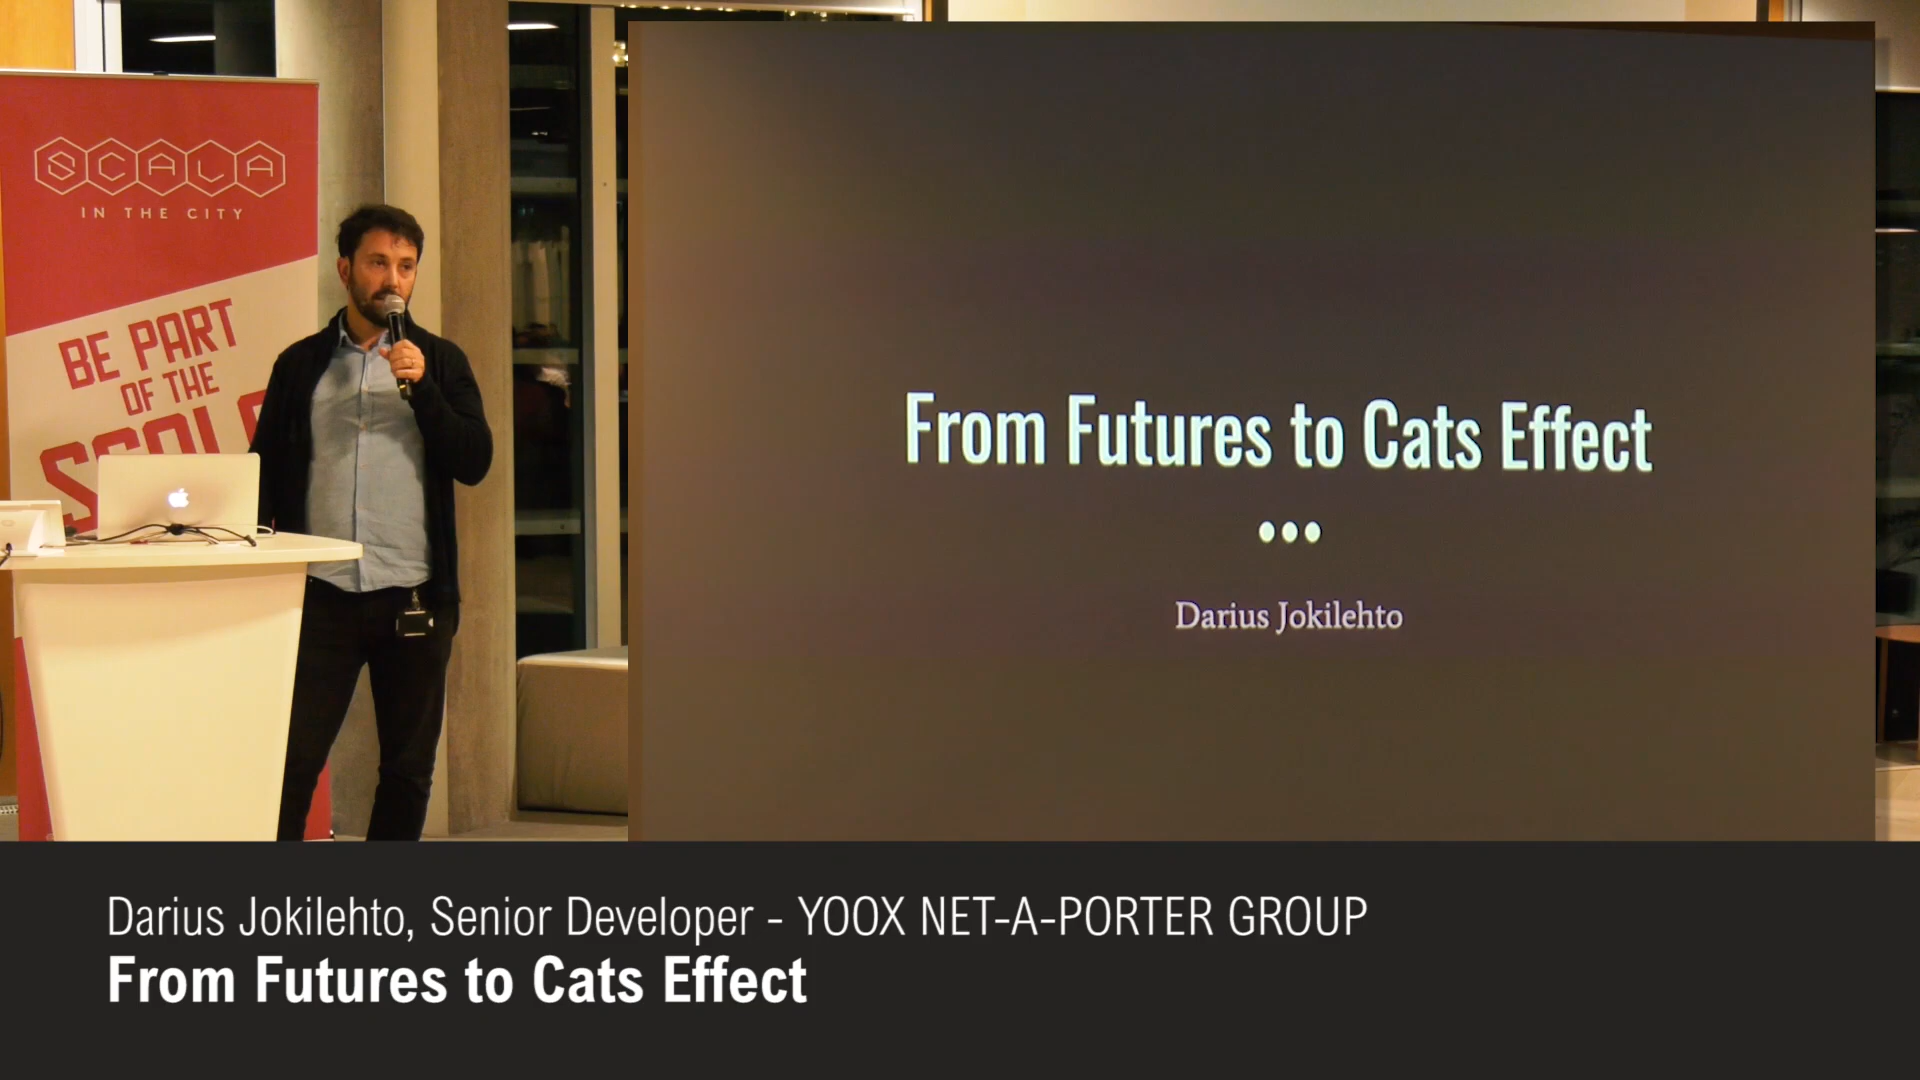 SCALA
IN THE CITY
BE PART
OF THE
From Futures to Cats Effect
Darius Jokilehto
Darius Jokilehto, Senior Developer - YOOX NET-A-PORTER GROUP
From Futures to Cats Effect